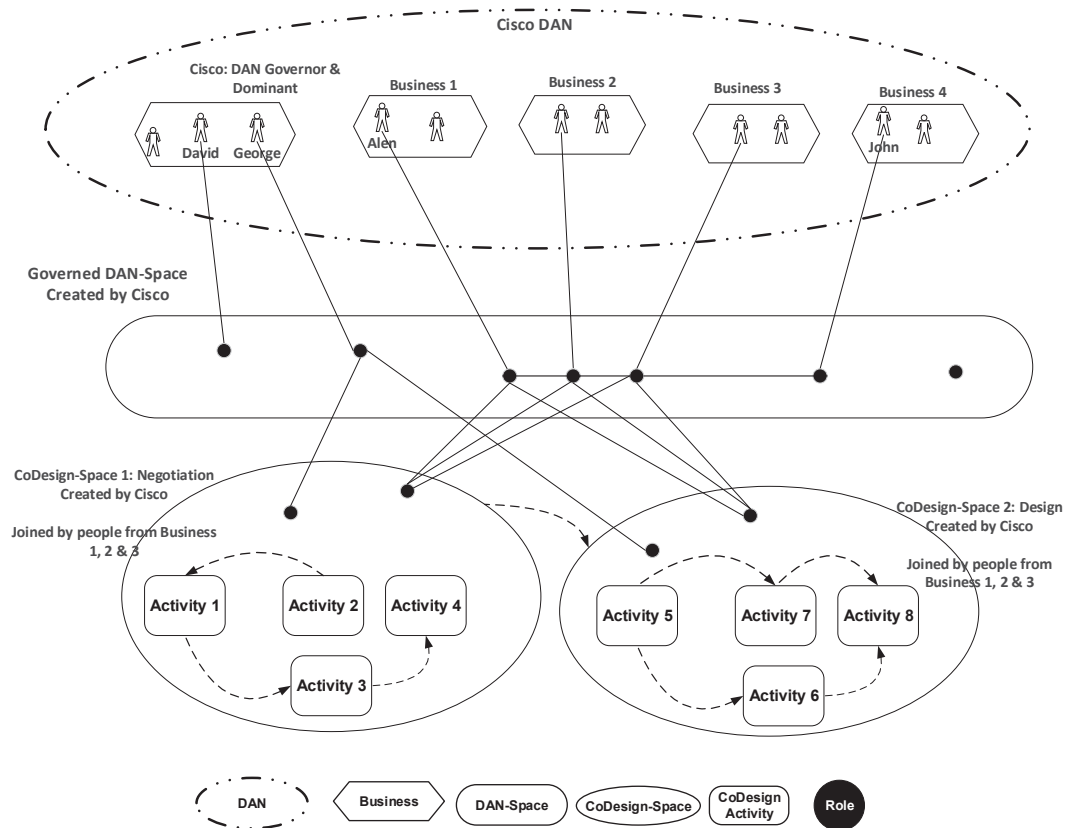 Cisco DAN
Cisco: DAN Governor &
Dominant
Business 1
Business 2
Business 3
Business 4
David
George
Alen
John
Governed DAN-Space
Created by Cisco
CoDesign-Space 1: Negotiation
Created by Cisco
Joined by people from Business
1, 2 & 3
Activity 1
Activity 2
Activity 4
Activity 3
CoDesign-Space 2: Design
Created by Cisco
Joined by people from
Business 1, 2 & 3
Activity 5
Activity 7
Activity 8
Activity 6
DAN
Business
DAN-Space
CoDesign-Space
CoDesign
Activity
Role